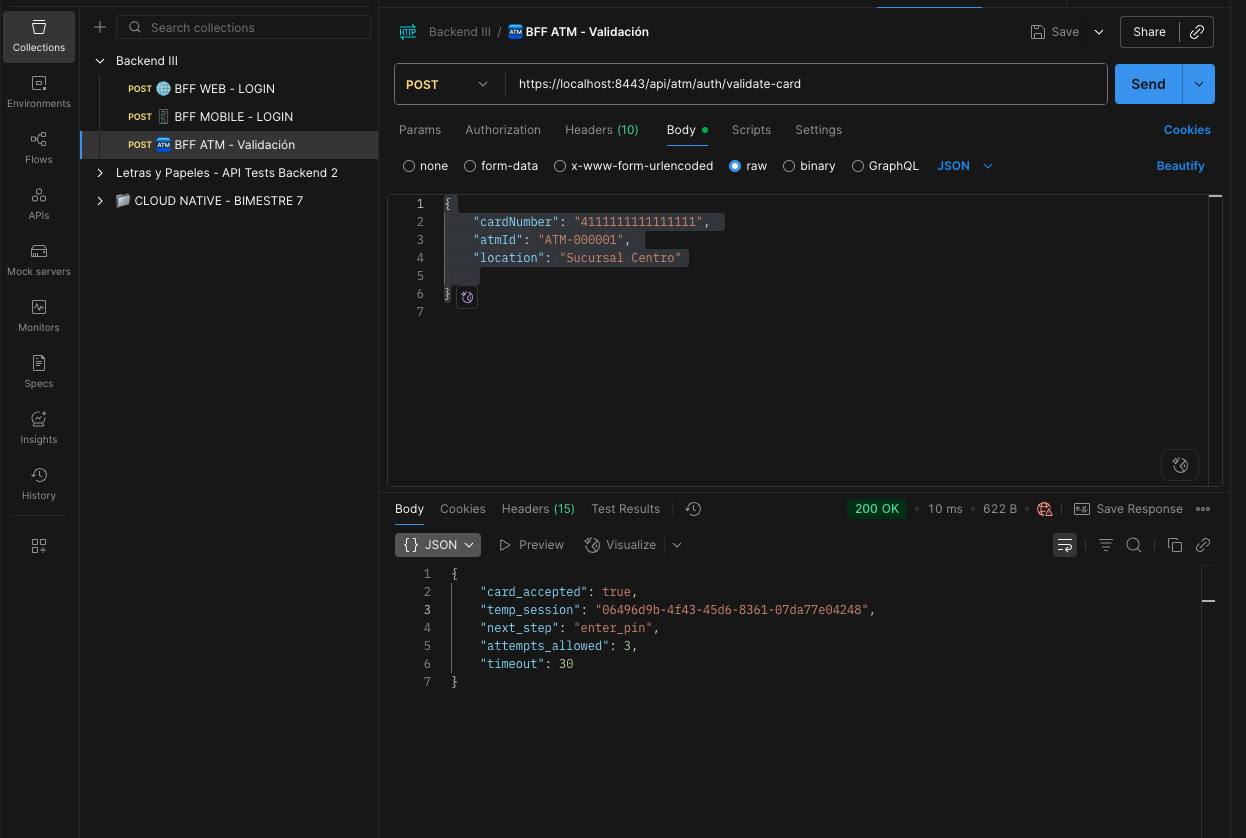 Collections
Environments
Flows
APIs
Mock servers
Monitors
Specs
Insights
History
Search collections
Backend III
POST BFF WEB - LOGIN
POST BFF MOBILE - LOGIN
POST ATM BFF ATM - Validación
Letras y Papeles - API Tests Backend 2
CLOUD NATIVE - BIMESTRE 7
HTTP Backend III / ATM BFF ATM - Validación
Save
Share
POST
https://localhost:8443/api/atm/auth/validate-card
Send
Params Authorization Headers (10) Body Scripts Settings
Cookies
none form-data x-www-form-urlencoded raw binary GraphQL JSON
Beautify
1 {
2 "cardNumber": "4111111111111111",
3 "atmId": "ATM-000001",
4 "location": "Sucursal Centro"
5
6 }
7
Body Cookies Headers (15) Test Results
200 OK • 10 ms • 622 B •
e.g. Save Response
{} JSON Preview Visualize
1 {
2 "card_accepted": true,
3 "temp_session": "06496d9b-4f43-45d6-8361-07da77e04248",
4 "next_step": "enter_pin",
5 "attempts_allowed": 3,
6 "timeout": 30
7 }